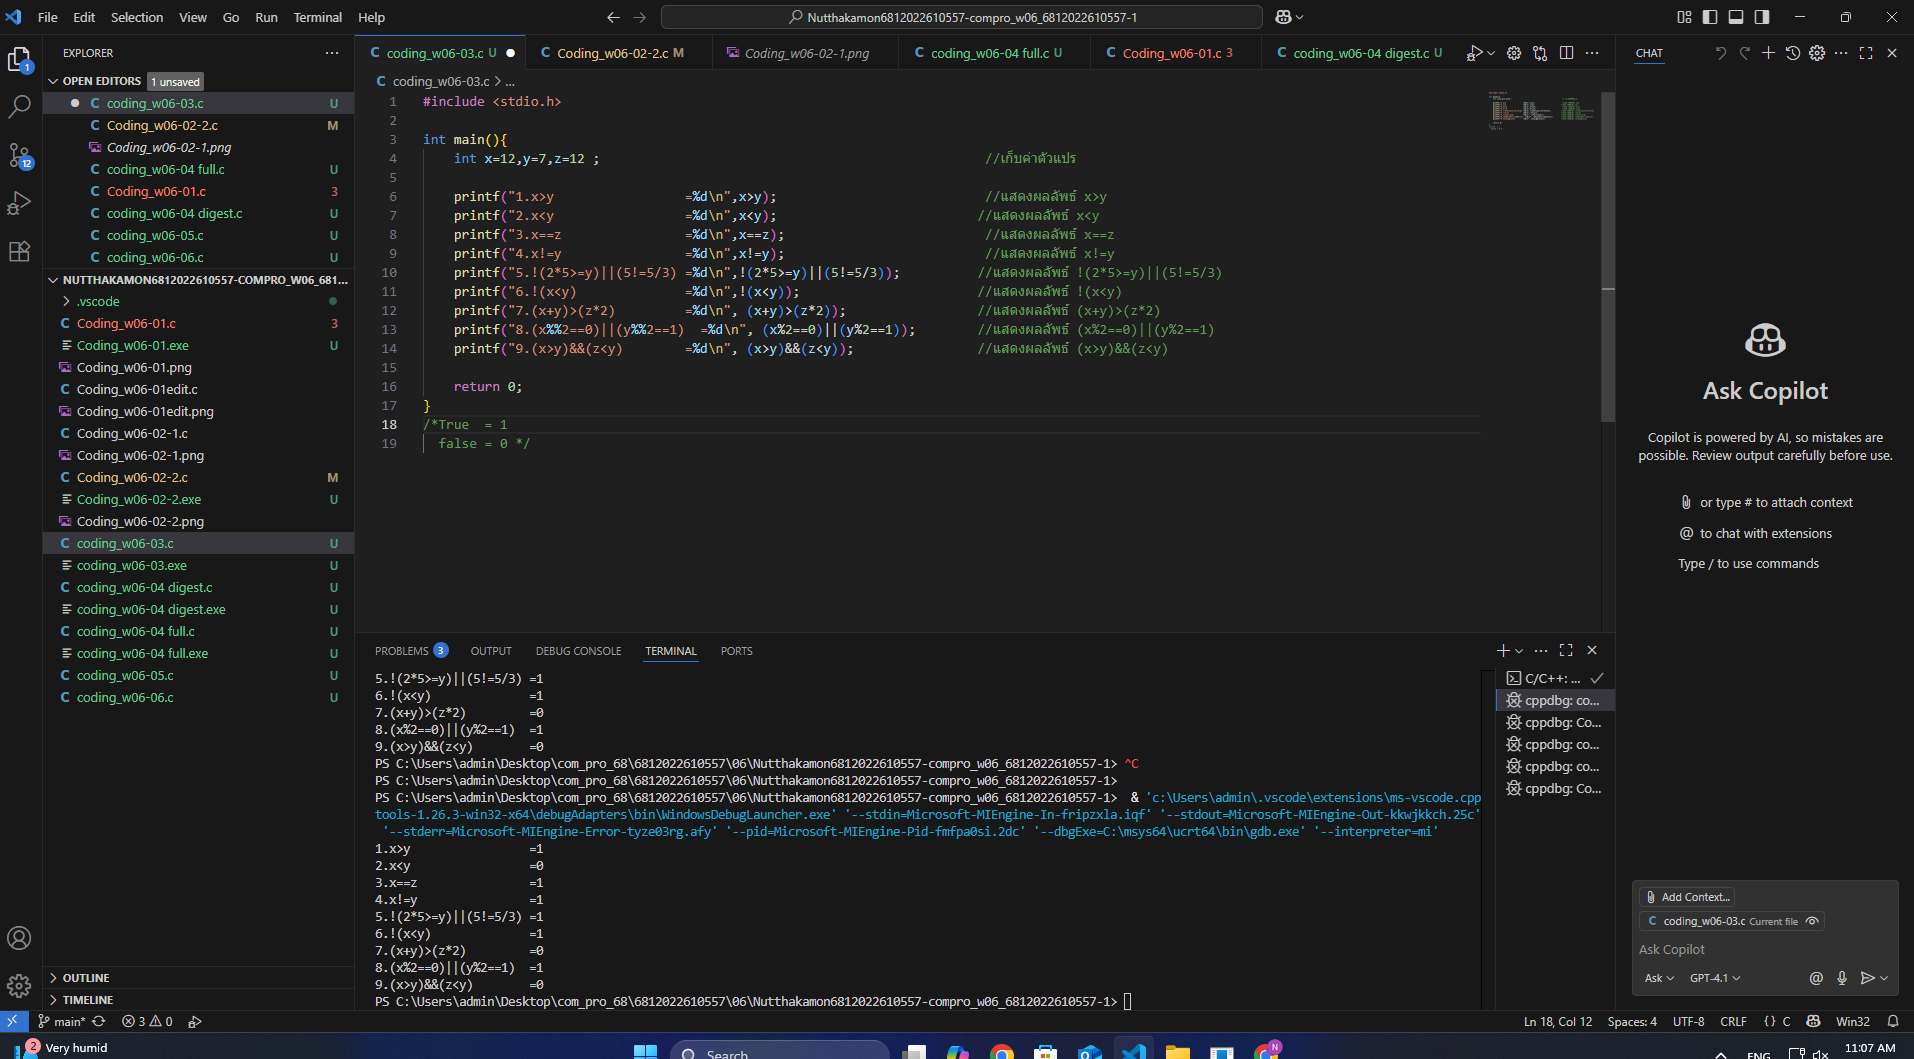 File Edit Selection View Go Run Terminal Help
Nutthakamon6812022610557-compro_w06_6812022610557-1
EXPLORER
OPEN EDITORS 1 unsaved
coding_w06-03.c U
Coding_w06-02-2.c M
Coding_w06-02-1.png
coding_w06-04 full.c U
Coding_w06-01.c 3
coding_w06-04 digest.c U
coding_w06-05.c U
coding_w06-06.c U
NUTTHAKAMON6812022610557-COMPRO_W06_681...
.vscode
Coding_w06-01.c 3
Coding_w06-01.exe U
Coding_w06-01.png
Coding_w06-01edit.c
Coding_w06-01edit.png
Coding_w06-02-1.c
Coding_w06-02-1.png
Coding_w06-02-2.c M
Coding_w06-02-2.exe U
Coding_w06-02-2.png
coding_w06-03.c U
coding_w06-03.exe U
coding_w06-04 digest.c U
coding_w06-04 digest.exe U
coding_w06-04 full.c U
coding_w06-04 full.exe U
coding_w06-05.c U
coding_w06-06.c U
OUTLINE
TIMELINE
coding_w06-03.c U Coding_w06-02-2.c M Coding_w06-02-1.png coding_w06-04 full.c U Coding_w06-01.c 3 coding_w06-04 digest.c U
coding_w06-03.c > ...
1 #include <stdio.h>
2
3 int main(){
4 int x=12,y=7,z=12 ; //เก็บค่าตัวแปร
5
6 printf("1.x>y =%d\n",x>y); //แสดงผลลัพธ์ x>y
7 printf("2.x<y =%d\n",x<y); //แสดงผลลัพธ์ x<y
8 printf("3.x==z =%d\n",x==z); //แสดงผลลัพธ์ x==z
9 printf("4.x!=y =%d\n",x!=y); //แสดงผลลัพธ์ x!=y
10 printf("5.!(2*5>=y)||(5!=5/3) =%d\n",!(2*5>=y)||(5!=5/3)); //แสดงผลลัพธ์ !(2*5>=y)||(5!=5/3)
11 printf("6.!(x<y) =%d\n",!(x<y)); //แสดงผลลัพธ์ !(x<y)
12 printf("7.(x+y)>(z*2) =%d\n", (x+y)>(z*2)); //แสดงผลลัพธ์ (x+y)>(z*2)
13 printf("8.(x%%2==0)||(y%%2==1) =%d\n", (x%2==0)||(y%2==1)); //แสดงผลลัพธ์ (x%2==0)||(y%2==1)
14 printf("9.(x>y)&&(z<y) =%d\n", (x>y)&&(z<y)); //แสดงผลลัพธ์ (x>y)&&(z<y)
15
16 return 0;
17 }
18 /*True = 1
19 false = 0 */
PROBLEMS 3 OUTPUT DEBUG CONSOLE TERMINAL PORTS
5.!(2*5>=y)||(5!=5/3) =1
6.!(x<y) =1
7.(x+y)>(z*2) =0
8.(x%2==0)||(y%2==1) =1
9.(x>y)&&(z<y) =0
PS C:\Users\admin\Desktop\com_pro_68\6812022610557\06\Nutthakamon6812022610557-compro_w06_6812022610557-1> ^C
PS C:\Users\admin\Desktop\com_pro_68\6812022610557\06\Nutthakamon6812022610557-compro_w06_6812022610557-1>
PS C:\Users\admin\Desktop\com_pro_68\6812022610557\06\Nutthakamon6812022610557-compro_w06_6812022610557-1> & 'c:\Users\admin\.vscode\extensions\ms-vscode.cpp
tools-1.26.3-win32-x64\debugAdapters\bin\WindowsDebugLauncher.exe' '--stdin=Microsoft-MIEngine-In-fripzxla.iqf' '--stdout=Microsoft-MIEngine-Out-kkwjkkch.25c'
'--stderr=Microsoft-MIEngine-Error-tyze03rg.afy' '--pid=Microsoft-MIEngine-Pid-fmfpa0si.2dc' '--dbgExe=C:\msys64\ucrt64\bin\gdb.exe' '--interpreter=mi'
1.x>y =1
2.x<y =0
3.x==z =1
4.x!=y =1
5.!(2*5>=y)||(5!=5/3) =1
6.!(x<y) =1
7.(x+y)>(z*2) =0
8.(x%2==0)||(y%2==1) =1
9.(x>y)&&(z<y) =0
PS C:\Users\admin\Desktop\com_pro_68\6812022610557\06\Nutthakamon6812022610557-compro_w06_6812022610557-1>
C/C++: ...
cppdbg: co...
cppdbg: Co...
cppdbg: co...
cppdbg: co...
cppdbg: Co...
CHAT
Ask Copilot
Copilot is powered by AI, so mistakes are
possible. Review output carefully before use.
or type # to attach context
@ to chat with extensions
Type / to use commands
Add Context...
C coding_w06-03.c Current file
Ask Copilot
Ask GPT-4.1
1
12
main* 3 0
Ln 18, Col 12 Spaces: 4 UTF-8 CRLF {} C Win32
2 Very humid
Search
N
ENG
11:07 AM